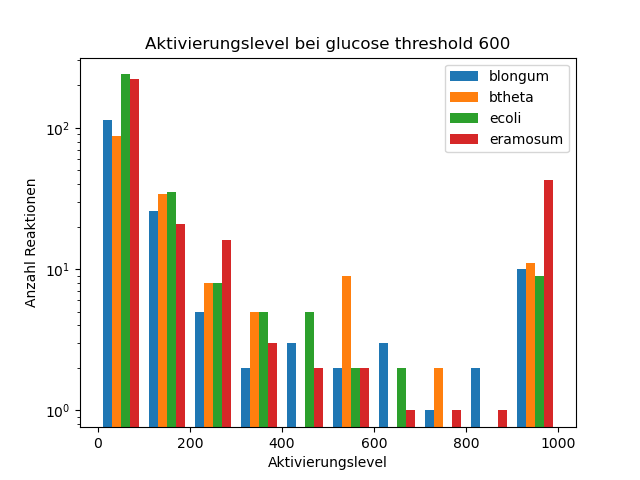 Aktivierungslevel bei glucose threshold 600
blongum
btheta
ecoli
eramosum
Anzahl Reaktionen
10²
10¹
10⁰
0 200 400 600 800 1000
Aktivierungslevel